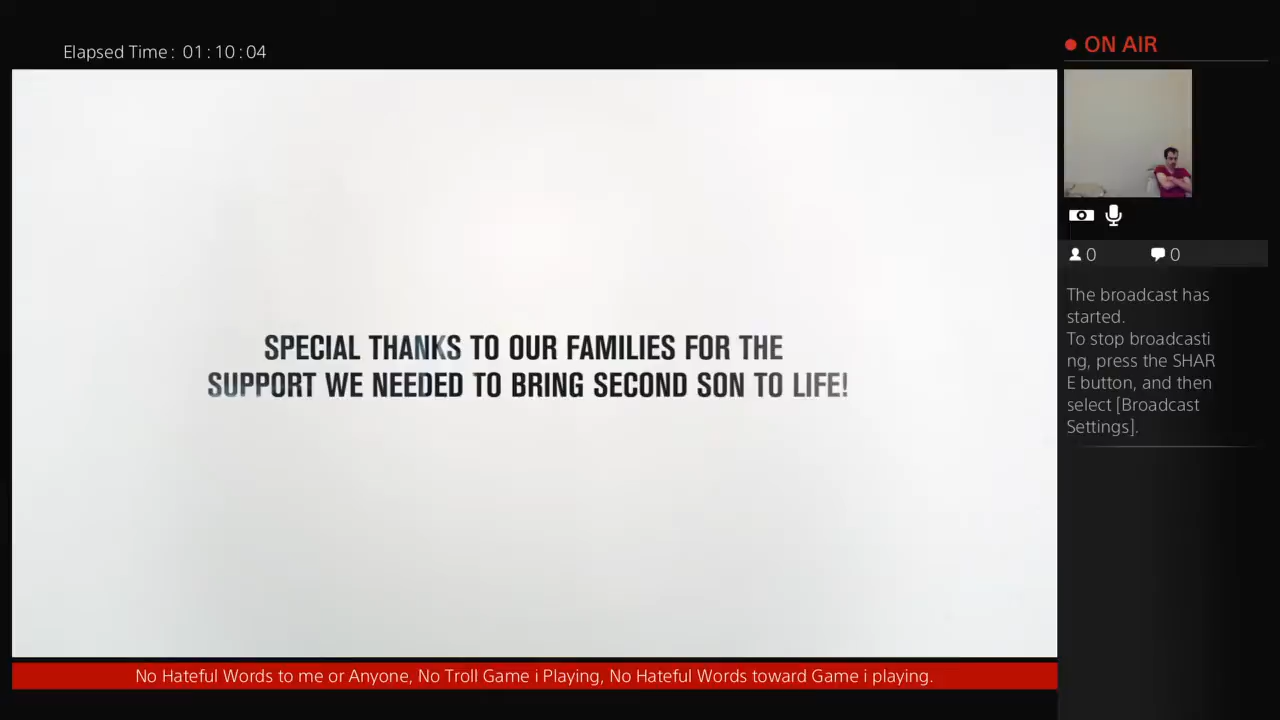 Elapsed Time: 01:10:04
ON AIR
0 0
The broadcast has
started.
To stop broadcasti
ng, press the SHAR
E button, and then
select [Broadcast
Settings].
SPECIAL THANKS TO OUR FAMILIES FOR THE
SUPPORT WE NEEDED TO BRING SECOND SON TO LIFE!
No Hateful Words to me or Anyone, No Troll Game i Playing, No Hateful Words toward Game i playing.